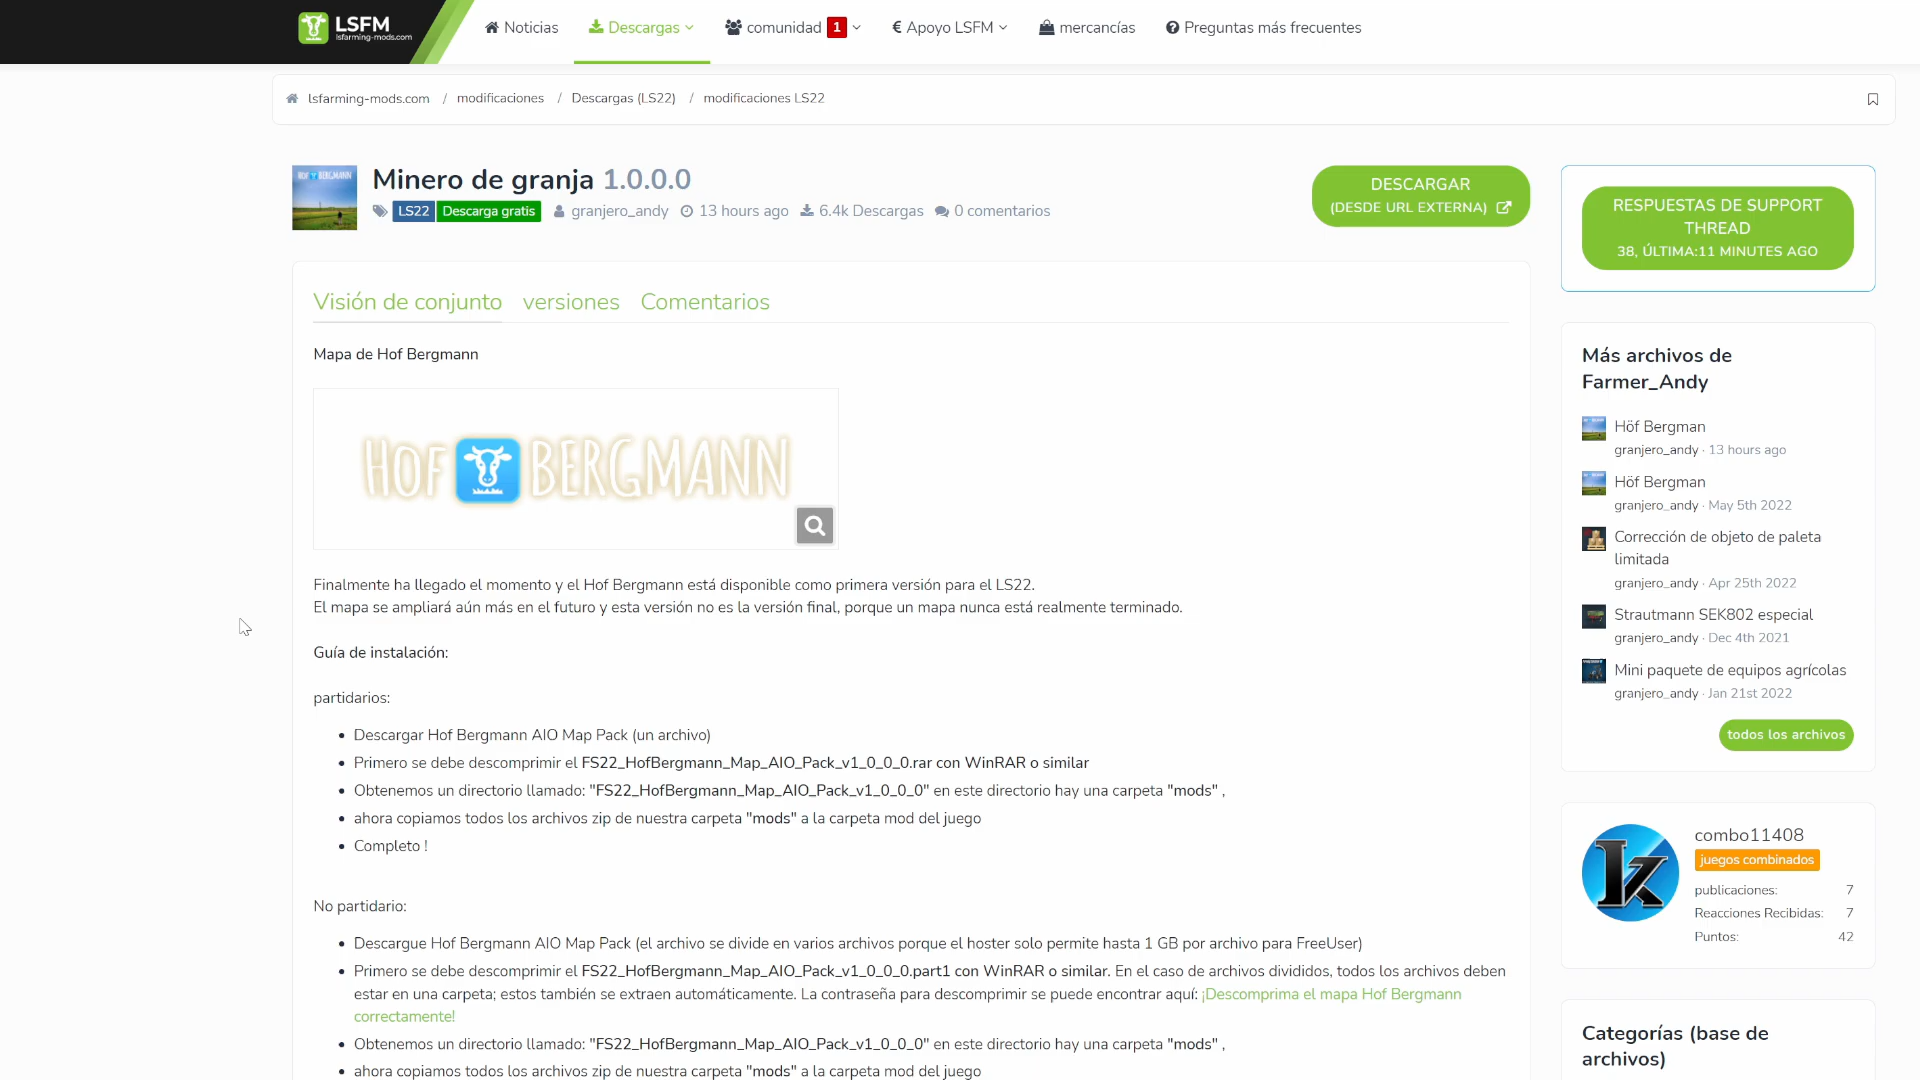 LSFM
lsfarming-mods.com
Noticias
Descargas
comunidad 1
€ Apoyo LSFM
mercancías
Preguntas más frecuentes
lsfarming-mods.com / modificaciones / Descargas (LS22) / modificaciones LS22
HOF BERGMANN
Minero de granja 1.0.0.0
LS22 Descarga gratis granjero_andy 13 hours ago 6.4k Descargas 0 comentarios
DESCARGAR
(DESDE URL EXTERNA)
Visión de conjunto
versiones
Comentarios
Mapa de Hof Bergmann
HOF BERGMANN
Finalmente ha llegado el momento y el Hof Bergmann está disponible como primera versión para el LS22.
El mapa se ampliará aún más en el futuro y esta versión no es la versión final, porque un mapa nunca está realmente terminado.
Guía de instalación:
partidarios:
• Descargar Hof Bergmann AIO Map Pack (un archivo)
• Primero se debe descomprimir el FS22_HofBergmann_Map_AIO_Pack_v1_0_0_0.rar con WinRAR o similar
• Obtenemos un directorio llamado: "FS22_HofBergmann_Map_AIO_Pack_v1_0_0_0" en este directorio hay una carpeta "mods" ,
• ahora copiamos todos los archivos zip de nuestra carpeta "mods" a la carpeta mod del juego
• Completo !
No partidario:
• Descargue Hof Bergmann AIO Map Pack (el archivo se divide en varios archivos porque el hoster solo permite hasta 1 GB por archivo para FreeUser)
• Primero se debe descomprimir el FS22_HofBergmann_Map_AIO_Pack_v1_0_0_0.part1 con WinRAR o similar. En el caso de archivos divididos, todos los archivos deben
estar en una carpeta; estos también se extraen automáticamente. La contraseña para descomprimir se puede encontrar aquí: ¡Descomprima el mapa Hof Bergmann
correctamente!
• Obtenemos un directorio llamado: "FS22_HofBergmann_Map_AIO_Pack_v1_0_0_0" en este directorio hay una carpeta "mods" ,
• ahora copiamos todos los archivos zip de nuestra carpeta "mods" a la carpeta mod del juego
RESPUESTAS DE SUPPORT
THREAD
38, ÚLTIMA:11 MINUTES AGO
Más archivos de
Farmer_Andy
Höf Bergman
granjero_andy · 13 hours ago
Höf Bergman
granjero_andy · May 5th 2022
Corrección de objeto de paleta
limitada
granjero_andy · Apr 25th 2022
Strautmann SEK802 especial
granjero_andy · Dec 4th 2021
Mini paquete de equipos agrícolas
granjero_andy · Jan 21st 2022
todos los archivos
k
combo11408
juegos combinados
publicaciones: 7
Reacciones Recibidas: 7
Puntos: 42
Categorías (base de
archivos)